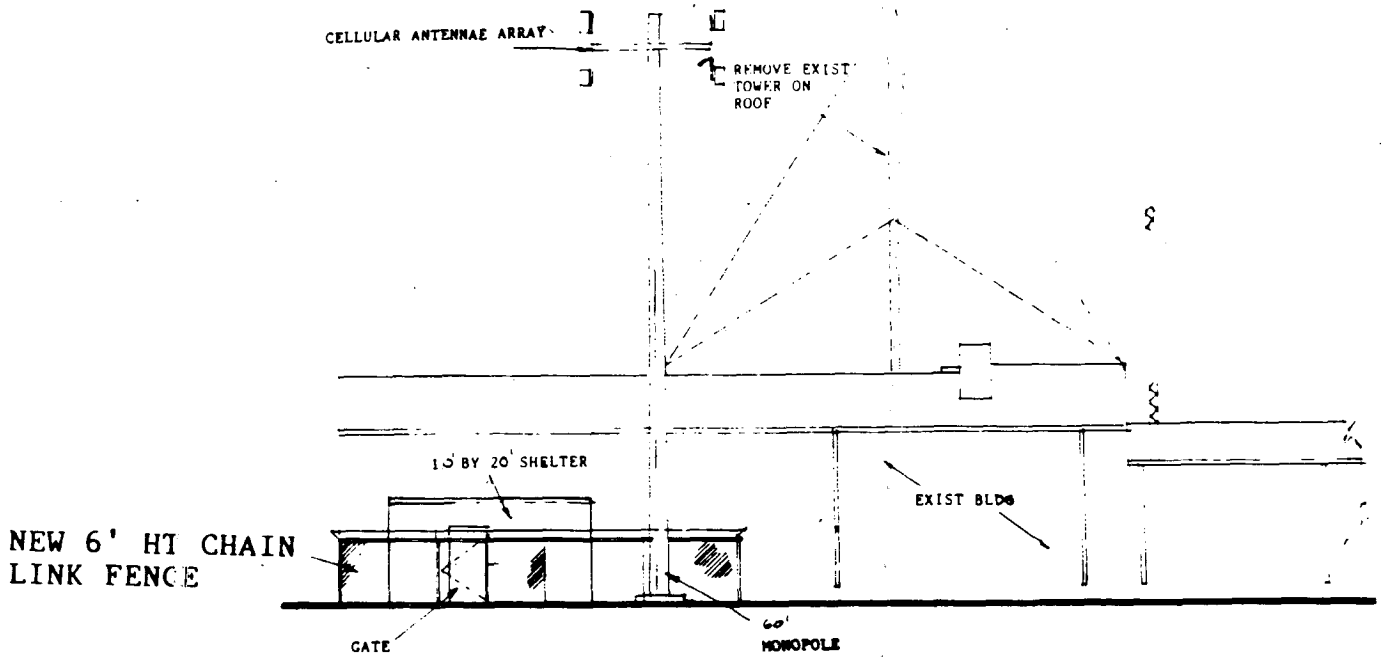 CELLULAR ANTENNAE ARRAY
REMOVE EXIST
TOWER ON
ROOF
10' BY 20' SHELTER
EXIST BLDG
NEW 6' HT CHAIN
LINK FENCE
GATE
60'
MONOPOLE